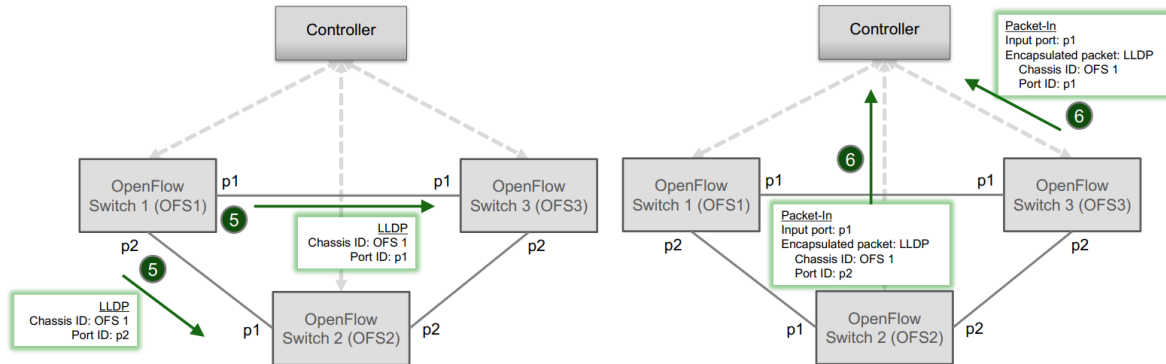 Controller
OpenFlow
Switch 1 (OFS1)
p1
p1
OpenFlow
Switch 3 (OFS3)
5
p2
p2
LLDP
Chassis ID: OFS 1
Port ID: p1
5
LLDP
Chassis ID: OFS 1
Port ID: p2
p1
OpenFlow
Switch 2 (OFS2)
p2
Controller
Packet-In
Input port: p1
Encapsulated packet: LLDP
Chassis ID: OFS 1
Port ID: p1
6
6
OpenFlow
Switch 1 (OFS1)
p1
p1
OpenFlow
Switch 3 (OFS3)
p2
p2
Packet-In
Input port: p1
Encapsulated packet: LLDP
Chassis ID: OFS 1
Port ID: p2
p1
OpenFlow
Switch 2 (OFS2)
p2